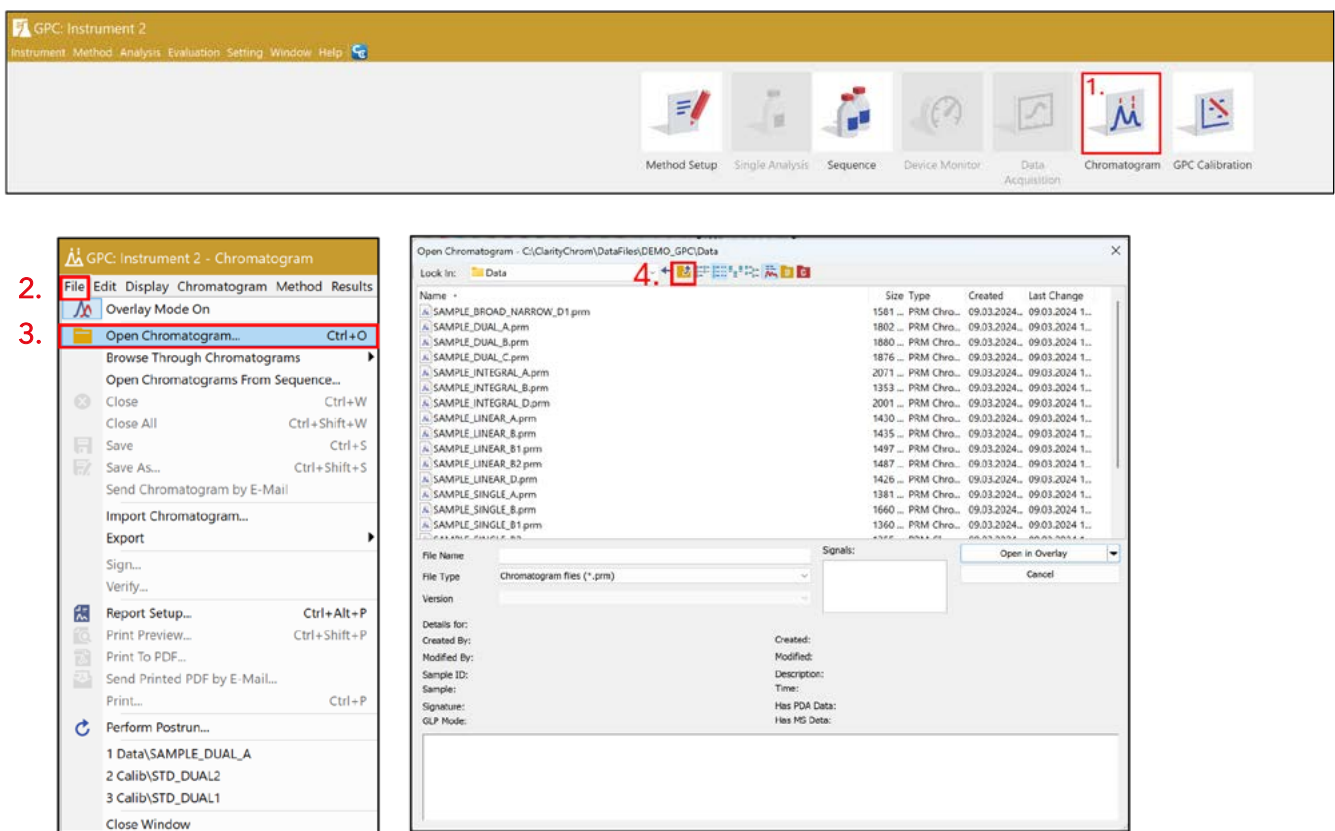 GPC: Instrument 2
Instrument Method Analysis Evaluation Setting Window Help
1.
Method Setup Single Analysis Sequence Device Monitor Data Acquisition Chromatogram GPC Calibration
GPC: Instrument 2 - Chromatogram
2. File Edit Display Chromatogram Method Results
Overlay Mode On
3. Open Chromatogram... Ctrl+O
Browse Through Chromatograms
Open Chromatograms From Sequence...
Close Ctrl+W
Close All Ctrl+Shift+W
Save Ctrl+S
Save As... Ctrl+Shift+S
Send Chromatogram by E-Mail
Import Chromatogram...
Export
Sign...
Verify...
Report Setup... Ctrl+Alt+P
Print Preview... Ctrl+Shift+P
Print To PDF...
Send Printed PDF by E-Mail...
Print... Ctrl+P
Perform Postrun...
1 Data\SAMPLE_DUAL_A
2 Calib\STD_DUAL2
3 Calib\STD_DUAL1
Close Window
Open Chromatogram - C:\ClarityChrom\DataFiles\DEMO_GPC\Data
Look In: Data 4.
Name Size Type Created Last Change
SAMPLE_BROAD_NARROW_D1.prm 1581 ... PRM Chro... 09.03.2024... 09.03.2024 1...
SAMPLE_DUAL_A.prm 1802 ... PRM Chro... 09.03.2024... 09.03.2024 1...
SAMPLE_DUAL_B.prm 1880 ... PRM Chro... 09.03.2024... 09.03.2024 1...
SAMPLE_DUAL_C.prm 1876 ... PRM Chro... 09.03.2024... 09.03.2024 1...
SAMPLE_INTEGRAL_A.prm 2071 ... PRM Chro... 09.03.2024... 09.03.2024 1...
SAMPLE_INTEGRAL_B.prm 1353 ... PRM Chro... 09.03.2024... 09.03.2024 1...
SAMPLE_INTEGRAL_D.prm 2001 ... PRM Chro... 09.03.2024... 09.03.2024 1...
SAMPLE_LINEAR_A.prm 1430 ... PRM Chro... 09.03.2024... 09.03.2024 1...
SAMPLE_LINEAR_B.prm 1435 ... PRM Chro... 09.03.2024... 09.03.2024 1...
SAMPLE_LINEAR_B1.prm 1497 ... PRM Chro... 09.03.2024... 09.03.2024 1...
SAMPLE_LINEAR_B2.prm 1487 ... PRM Chro... 09.03.2024... 09.03.2024 1...
SAMPLE_LINEAR_D.prm 1426 ... PRM Chro... 09.03.2024... 09.03.2024 1...
SAMPLE_SINGLE_A.prm 1381 ... PRM Chro... 09.03.2024... 09.03.2024 1...
SAMPLE_SINGLE_B.prm 1660 ... PRM Chro... 09.03.2024... 09.03.2024 1...
SAMPLE_SINGLE_B1.prm 1360 ... PRM Chro... 09.03.2024... 09.03.2024 1...
File Name Signals: Open in Overlay
File Type Chromatogram files (*.prm) Cancel
Version
Details for:
Created By: Created:
Modified By: Modified:
Sample ID: Description:
Sample: Time:
Signature: Has PDA Data:
GLP Mode: Has MS Data: